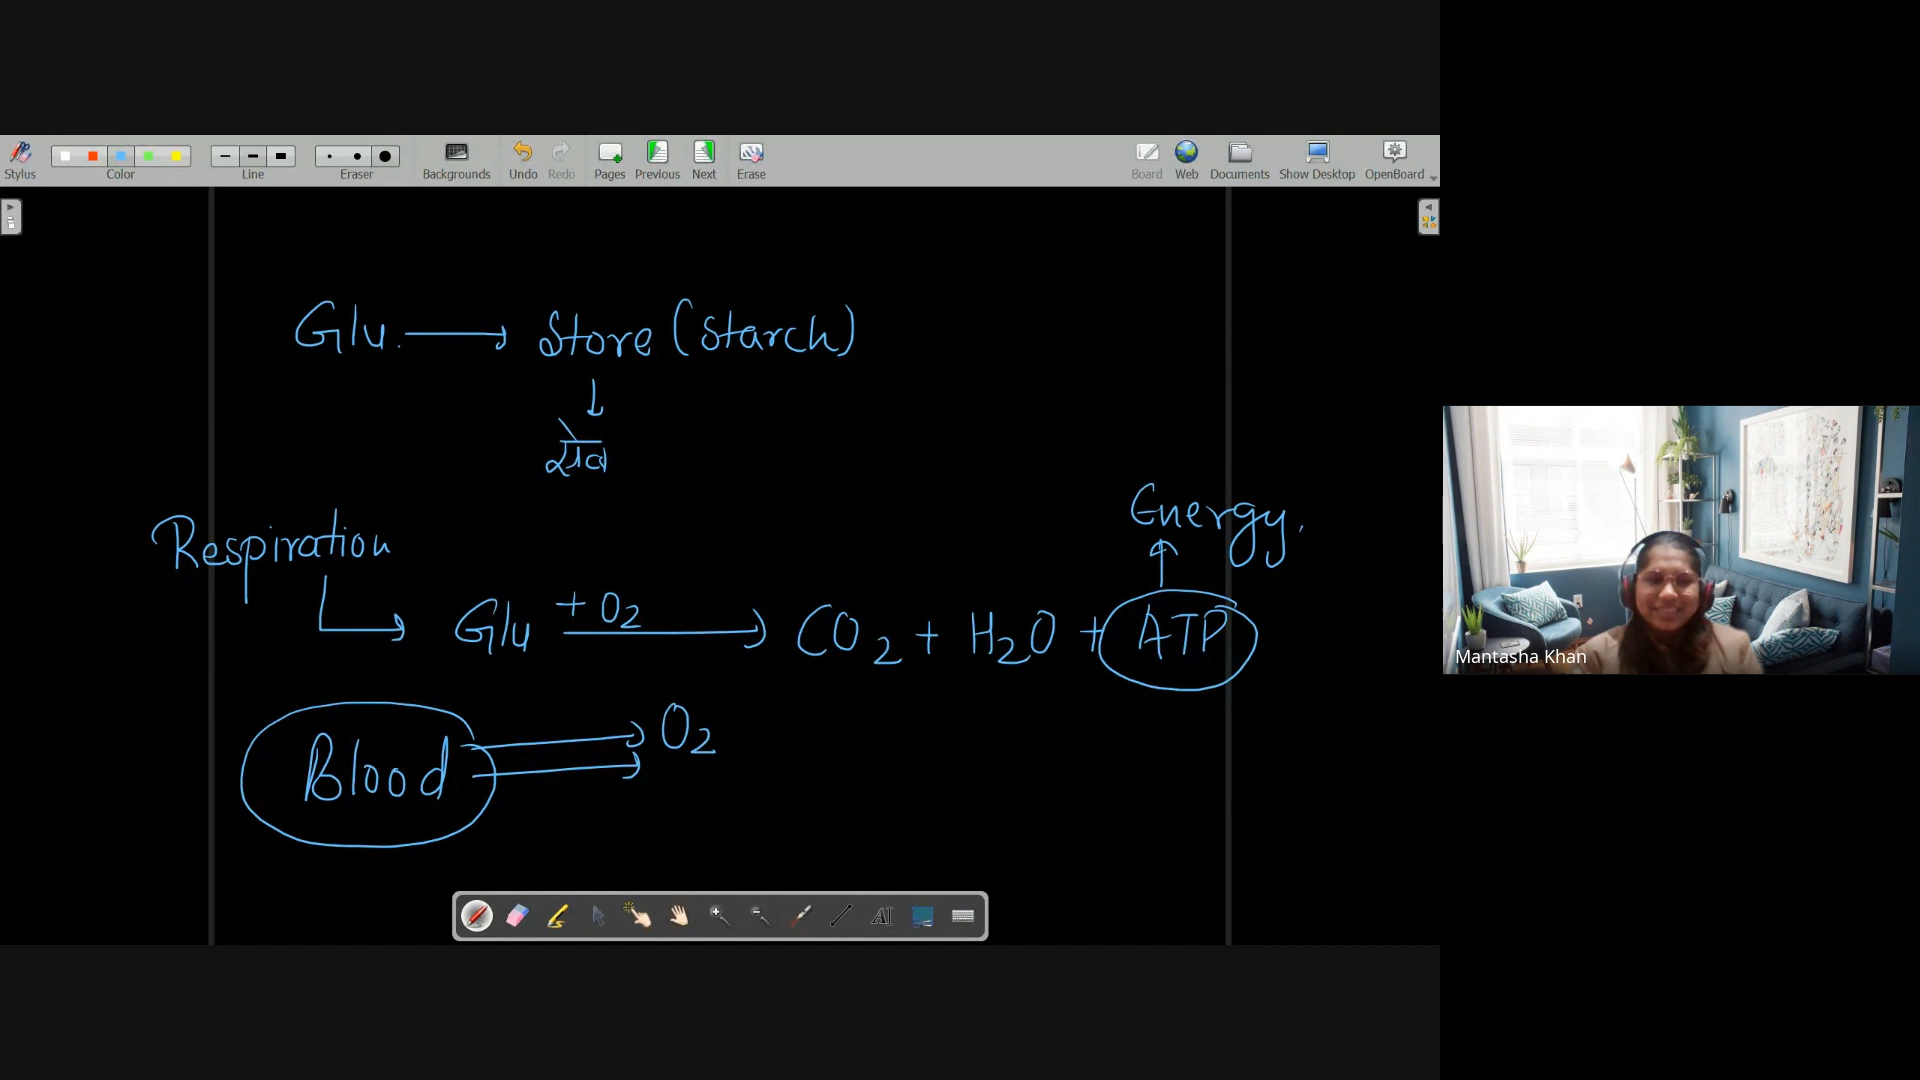 Stylus Color Line Eraser Backgrounds Undo Redo Pages Previous Next Erase Board Web Documents Show Desktop OpenBoard
Glu. → Store (Starch)
↓
Energy.
↑
Respiration
Glu + O2 → CO2 + H2O + ATP
Blood → O2
Mantasha Khan